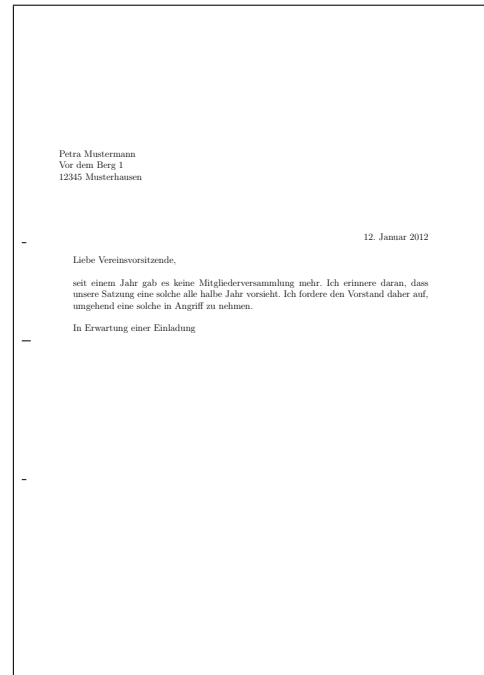 Petra Mustermann
Vor dem Berg 1
12345 Musterhausen
12. Januar 2012
Liebe Vereinsvorsitzende,
seit einem Jahr gab es keine Mitgliederversammlung mehr. Ich erinnere daran, dass
unsere Satzung eine solche alle halbe Jahr vorsieht. Ich fordere den Vorstand daher auf,
umgehend eine solche in Angriff zu nehmen.
In Erwartung einer Einladung